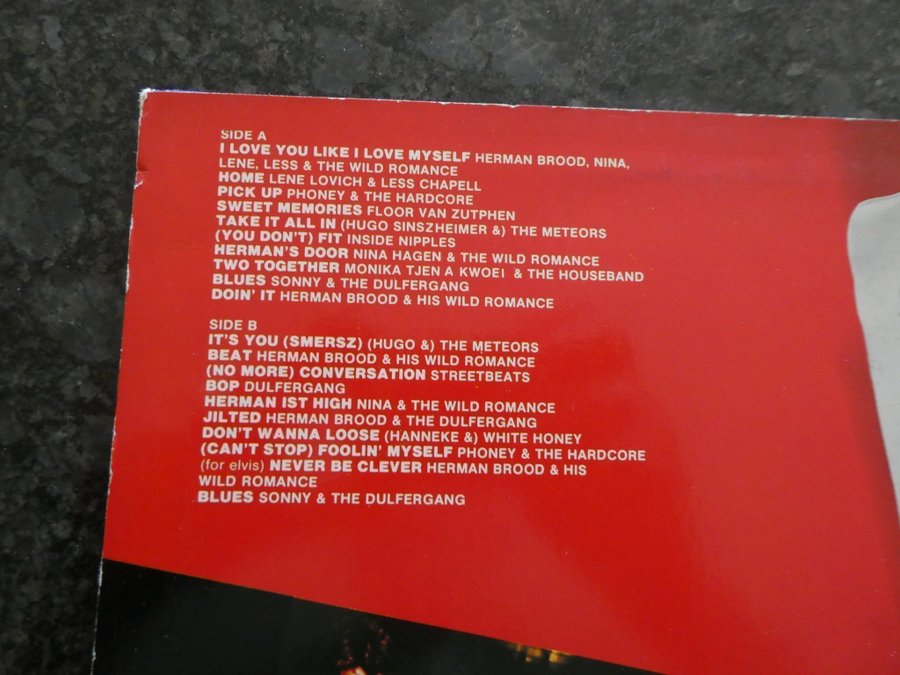 SIDE A
I LOVE YOU LIKE I LOVE MYSELF HERMAN BROOD, NINA,
LENE, LESS & THE WILD ROMANCE
HOME LENE LOVICH & LESS CHAPELL
PICK UP PHONEY & THE HARDCORE
SWEET MEMORIES FLOOR VAN ZUTPHEN
TAKE IT ALL IN (HUGO SINSZHEIMER &) THE METEORS
(YOU DON'T) FIT INSIDE NIPPLES
HERMAN'S DOOR NINA HAGEN & THE WILD ROMANCE
TWO TOGETHER MONIKA TJEN A KWOEI & THE HOUSEBAND
BLUES SONNY & THE DULFERGANG
DOIN' IT HERMAN BROOD & HIS WILD ROMANCE
SIDE B
IT'S YOU (SMERSZ) (HUGO &) THE METEORS
BEAT HERMAN BROOD & HIS WILD ROMANCE
(NO MORE) CONVERSATION STREETBEATS
BOP DULFERGANG
HERMAN IST HIGH NINA & THE WILD ROMANCE
JILTED HERMAN BROOD & THE DULFERGANG
DON'T WANNA LOOSE (HANNEKE &) WHITE HONEY
(CAN'T STOP) FOOLIN' MYSELF PHONEY & THE HARDCORE
(for elvis) NEVER BE CLEVER HERMAN BROOD & HIS
WILD ROMANCE
BLUES SONNY & THE DULFERGANG